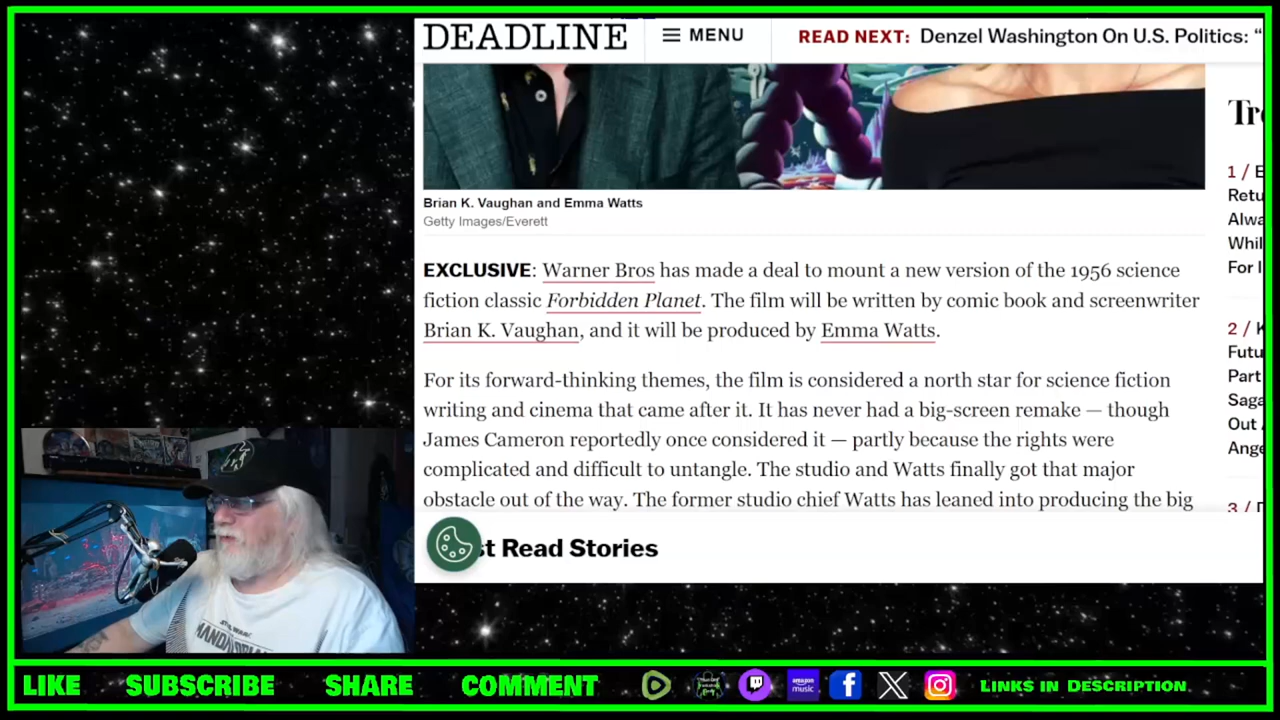 DEADLINE
MENU
READ NEXT: Denzel Washington On U.S. Politics: “
Brian K. Vaughan and Emma Watts
Getty Images/Everett
EXCLUSIVE: Warner Bros has made a deal to mount a new version of the 1956 science
fiction classic Forbidden Planet. The film will be written by comic book and screenwriter
Brian K. Vaughan, and it will be produced by Emma Watts.
For its forward-thinking themes, the film is considered a north star for science fiction
writing and cinema that came after it. It has never had a big-screen remake — though
James Cameron reportedly once considered it — partly because the rights were
complicated and difficult to untangle. The studio and Watts finally got that major
obstacle out of the way. The former studio chief Watts has leaned into producing the big
st Read Stories
Tre
1 / E
Retu
Alwa
Whil
For I
2 / K
Futu
Part
Saga
Out
Ange
3 /
STAR WARS
MANDALORIAN
LIKE
SUBSCRIBE
SHARE
COMMENT
amazon
music
LINKS IN DESCRIPTION